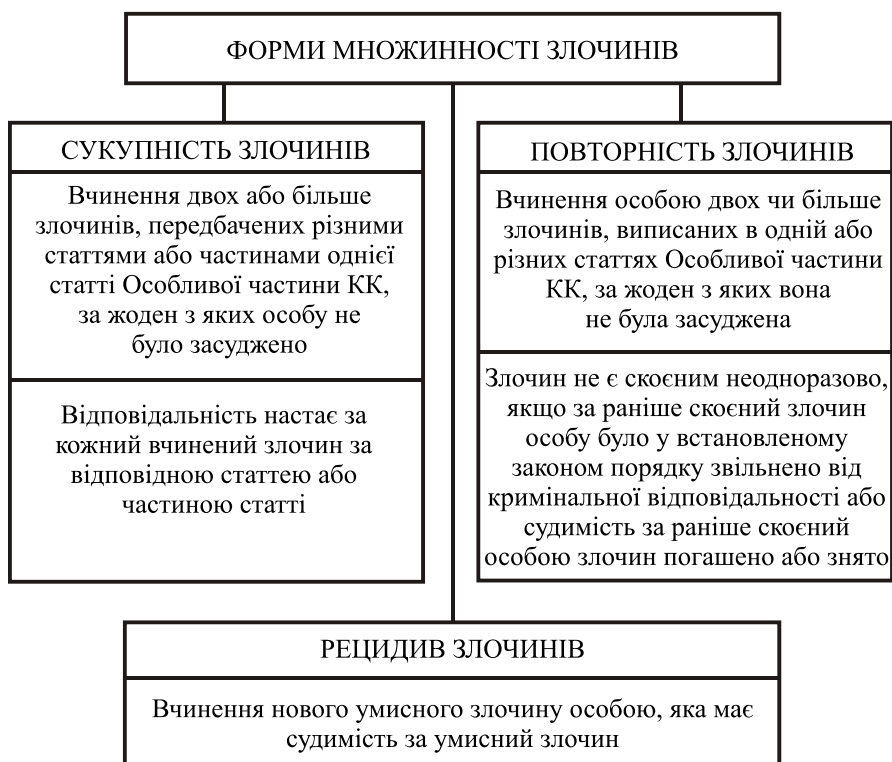 ФОРМИ МНОЖИННОСТІ ЗЛОЧИНІВ
СУКУПНІСТЬ ЗЛОЧИНІВ
Вчинення двох або більше
злочинів, передбачених різними
статтями або частинами однієї
статті Особливої частини КК,
за жоден з яких особу не
було засуджено
Відповідальність настає за
кожний вчинений злочин за
відповідною статтею або
частиною статті
ПОВТОРНІСТЬ ЗЛОЧИНІВ
Вчинення особою двох чи більше
злочинів, виписаних в одній або
різних статтях Особливої частини
КК, за жоден з яких вона
не була засуджена
Злочин не є скоєним неодноразово,
якщо за раніше скоєний злочин
особу було у встановленому
законом порядку звільнено від
кримінальної відповідальності або
судимість за раніше скоєний
особою злочин погашено або знято
РЕЦИДИВ ЗЛОЧИНІВ
Вчинення нового умисного злочину особою, яка має
судимість за умисний злочин